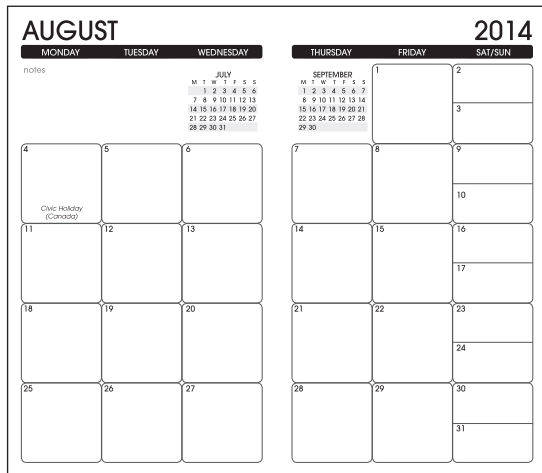 AUGUST 2014
MONDAY TUESDAY WEDNESDAY THURSDAY FRIDAY SAT/SUN
notes
JULY
M T W T F S S
1 2 3 4 5 6
7 8 9 10 11 12 13
14 15 16 17 18 19 20
21 22 23 24 25 26 27
28 29 30 31
SEPTEMBER
M T W T F S S
1 2 3 4 5 6 7
8 9 10 11 12 13 14
15 16 17 18 19 20 21
22 23 24 25 26 27 28
29 30
1 2
3
4 5 6 7 8 9
10
Civic Holiday
(Canada)
11 12 13 14 15 16
17
18 19 20 21 22 23
24
25 26 27 28 29 30
31